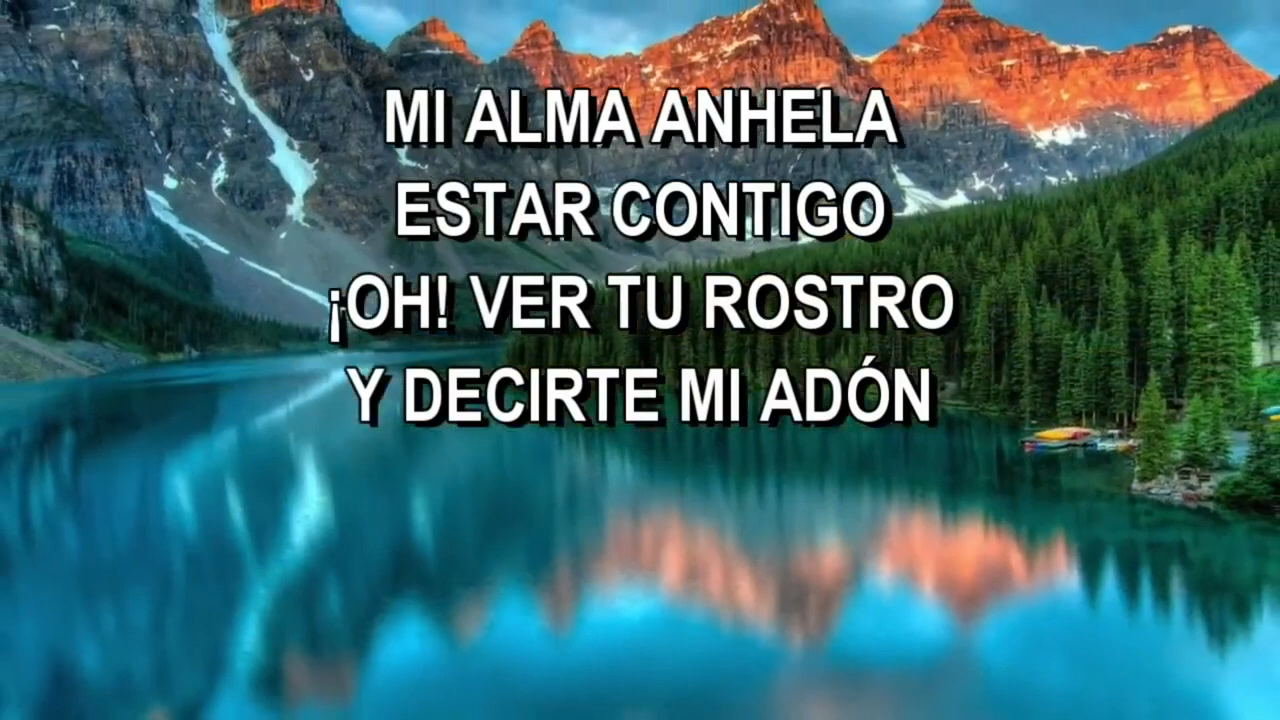 MI ALMA ANHELA
ESTAR CONTIGO
¡OH! VER TU ROSTRO
Y DECIRTE MI ADÓN